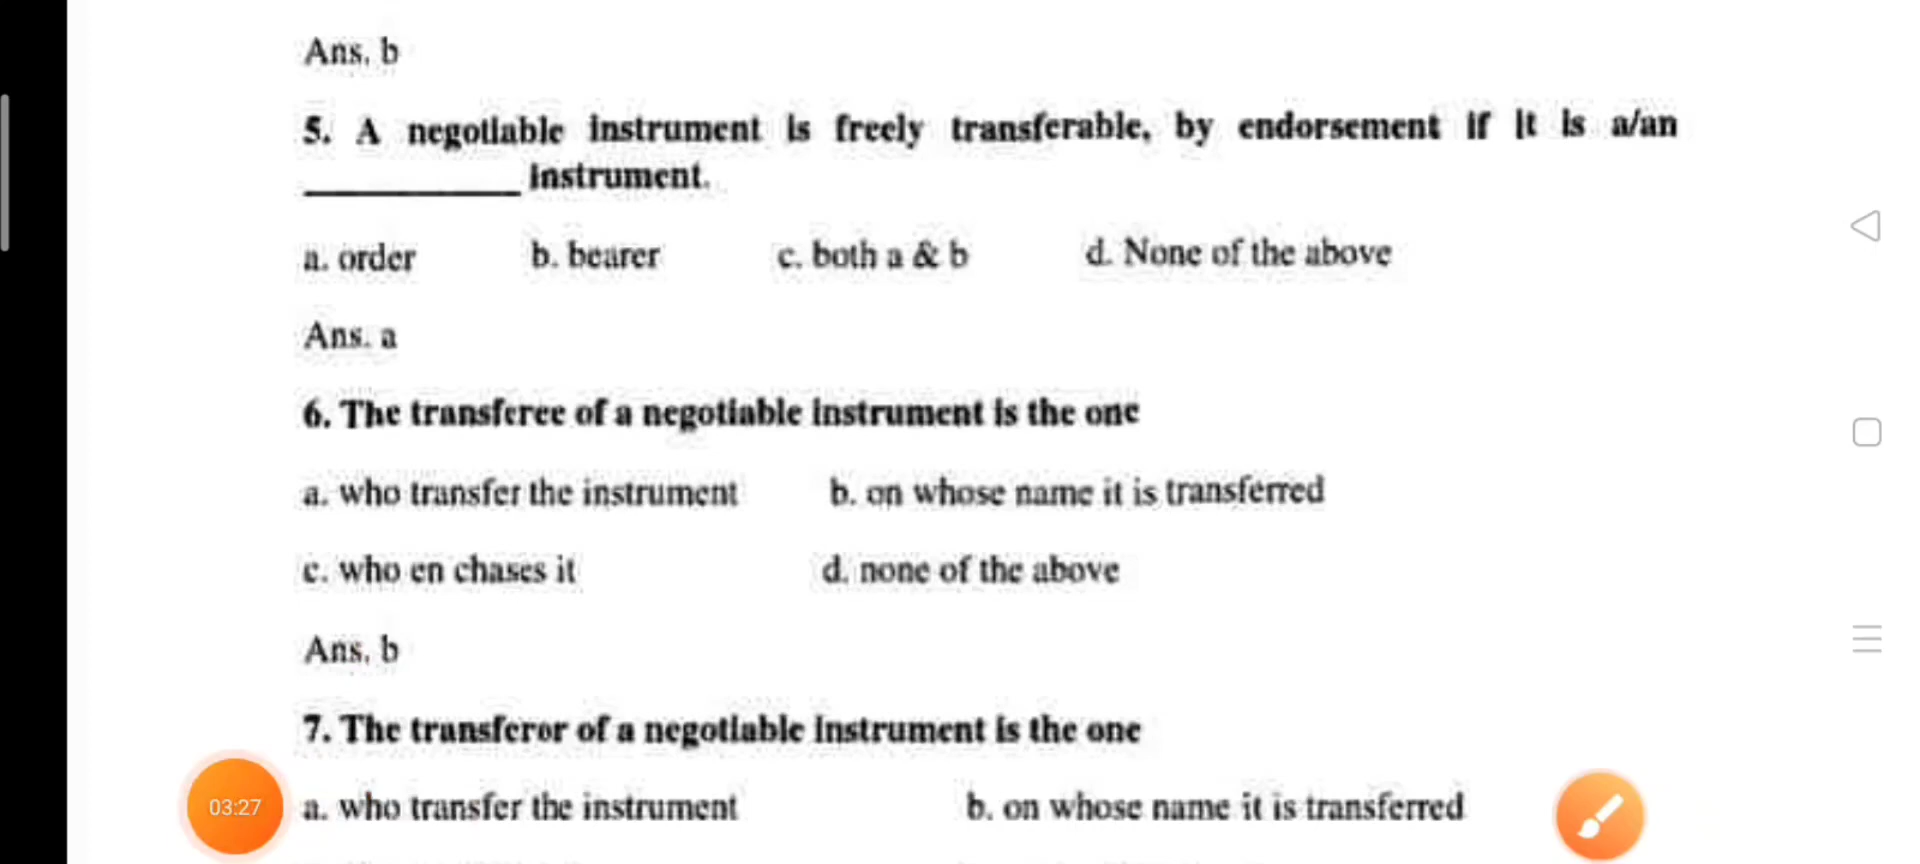 Ans. b
5. A negotiable instrument is freely transferable, by endorsement if it is a/an
____________ instrument.
a. order b. bearer c. both a & b d. None of the above
Ans. a
6. The transferee of a negotiable instrument is the one
a. who transfer the instrument b. on whose name it is transferred
c. who en chases it d. none of the above
Ans. b
7. The transferor of a negotiable instrument is the one
03:27 a. who transfer the instrument b. on whose name it is transferred